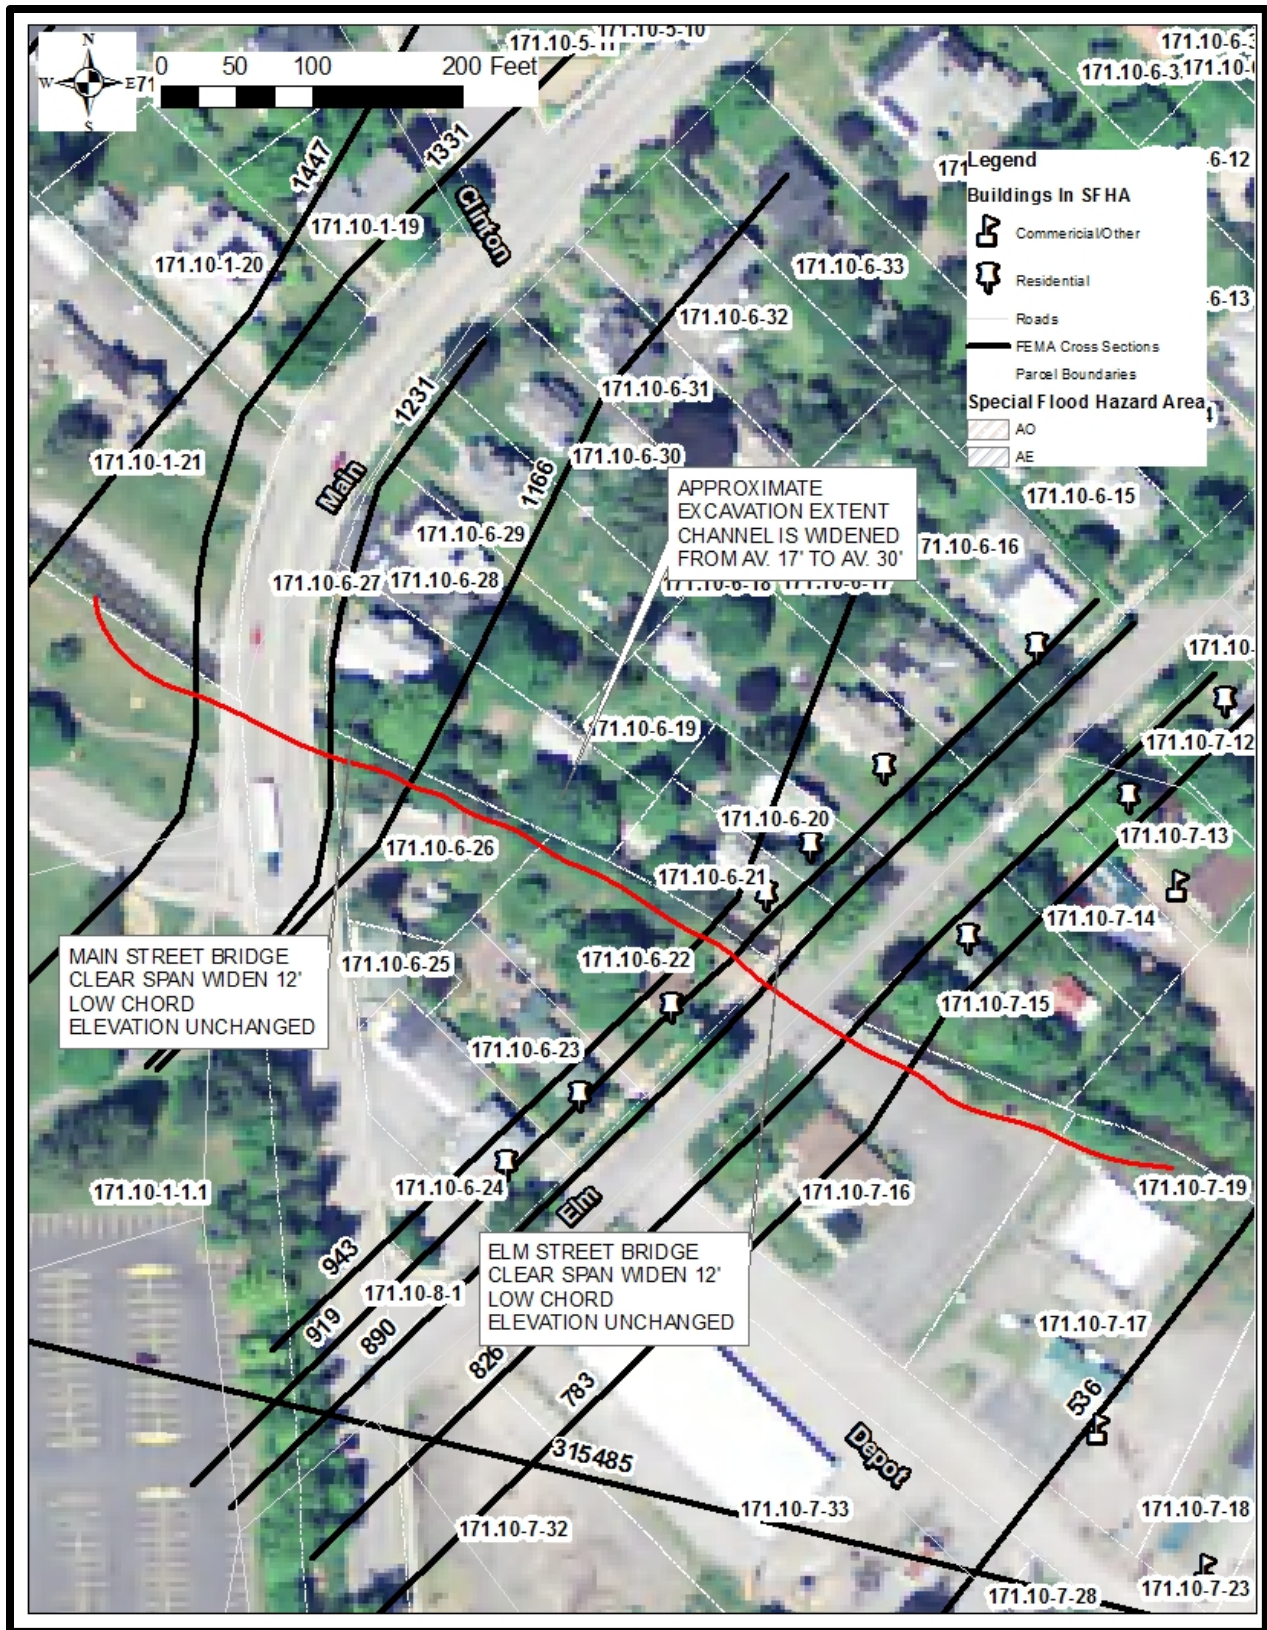 171.10-5-10
171.10-5-11
171.10-6-3
171.10-6-3
N
W
E
S
0 50 100 200 Feet
1447
1331
Clinton
171.10-1-19
171.10-1-20
171.10-6-33
171.10-6-32
171.10-6-31
171.10-6-30
Legend
6-12
Buildings In SFHA
Commericial/Other
Residential
6-13
Roads
FEMA Cross Sections
Parcel Boundaries
Special Flood Hazard Area
AO
AE
1231
Main
171.10-1-21
1166
171.10-6-29
171.10-6-27
171.10-6-28
APPROXIMATE
EXCAVATION EXTENT
CHANNEL IS WIDENED
FROM AV. 17' TO AV. 30'
171.10-6-15
71.10-6-16
171.10-6-18
171.10-6-17
171.10-
171.10-6-19
171.10-7-12
171.10-6-20
171.10-7-13
171.10-6-26
171.10-6-21
171.10-7-14
171.10-6-25
171.10-6-22
MAIN STREET BRIDGE
CLEAR SPAN WIDEN 12'
LOW CHORD
ELEVATION UNCHANGED
171.10-7-15
171.10-6-23
171.10-1-1.1
171.10-6-24
Elm
171.10-7-16
171.10-7-19
943
919
890
171.10-8-1
ELM STREET BRIDGE
CLEAR SPAN WIDEN 12'
LOW CHORD
ELEVATION UNCHANGED
171.10-7-17
826
783
536
315485
Depot
171.10-7-33
171.10-7-18
171.10-7-32
171.10-7-28
171.10-7-23